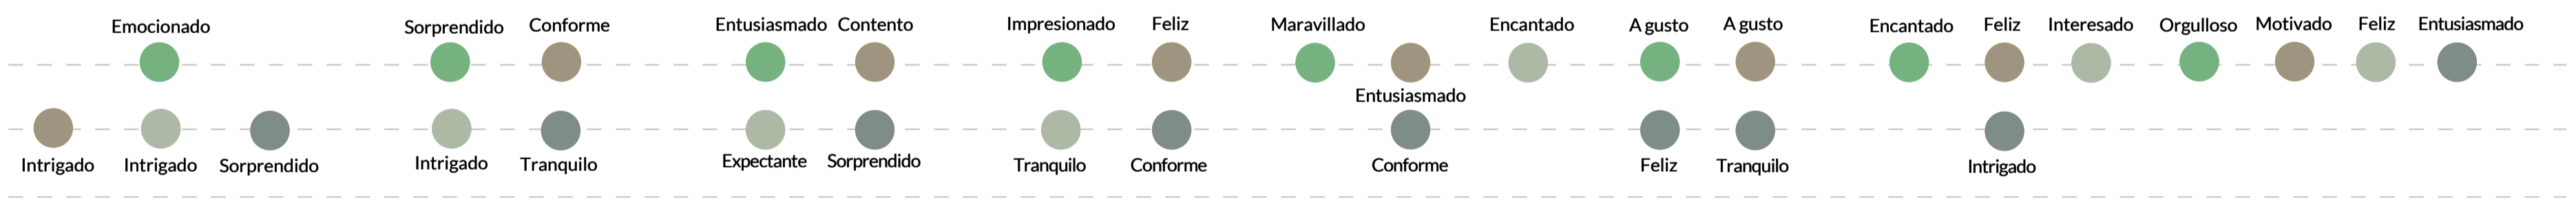 Emocionado Sorprendido Conforme Entusiasmado Contento Impresionado Feliz Maravillado Encantado A gusto A gusto Encantado Feliz Interesado Orgulloso Motivado Feliz Entusiasmado
Entusiasmado
Intrigado Intrigado Sorprendido Intrigado Tranquilo Expectante Sorprendido Tranquilo Conforme Conforme Feliz Tranquilo Intrigado